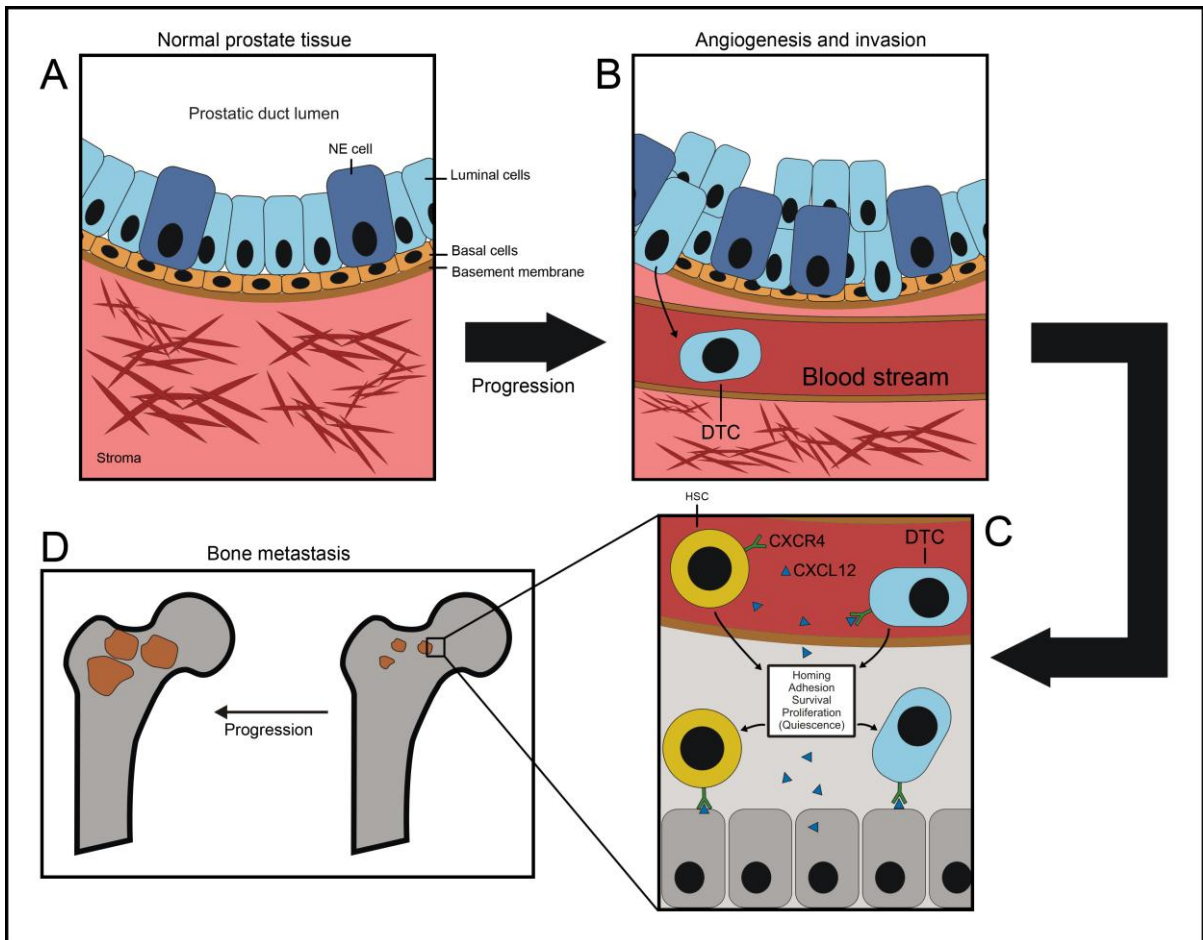 Normal prostate tissue
A
Prostatic duct lumen
NE cell
Luminal cells
Basal cells
Basement membrane
Stroma
Progression
Angiogenesis and invasion
B
Blood stream
DTC
C
HSC
CXCR4
CXCL12
DTC
Homing
Adhesion
Survival
Proliferation
(Quiescence)
D
Bone metastasis
Progression